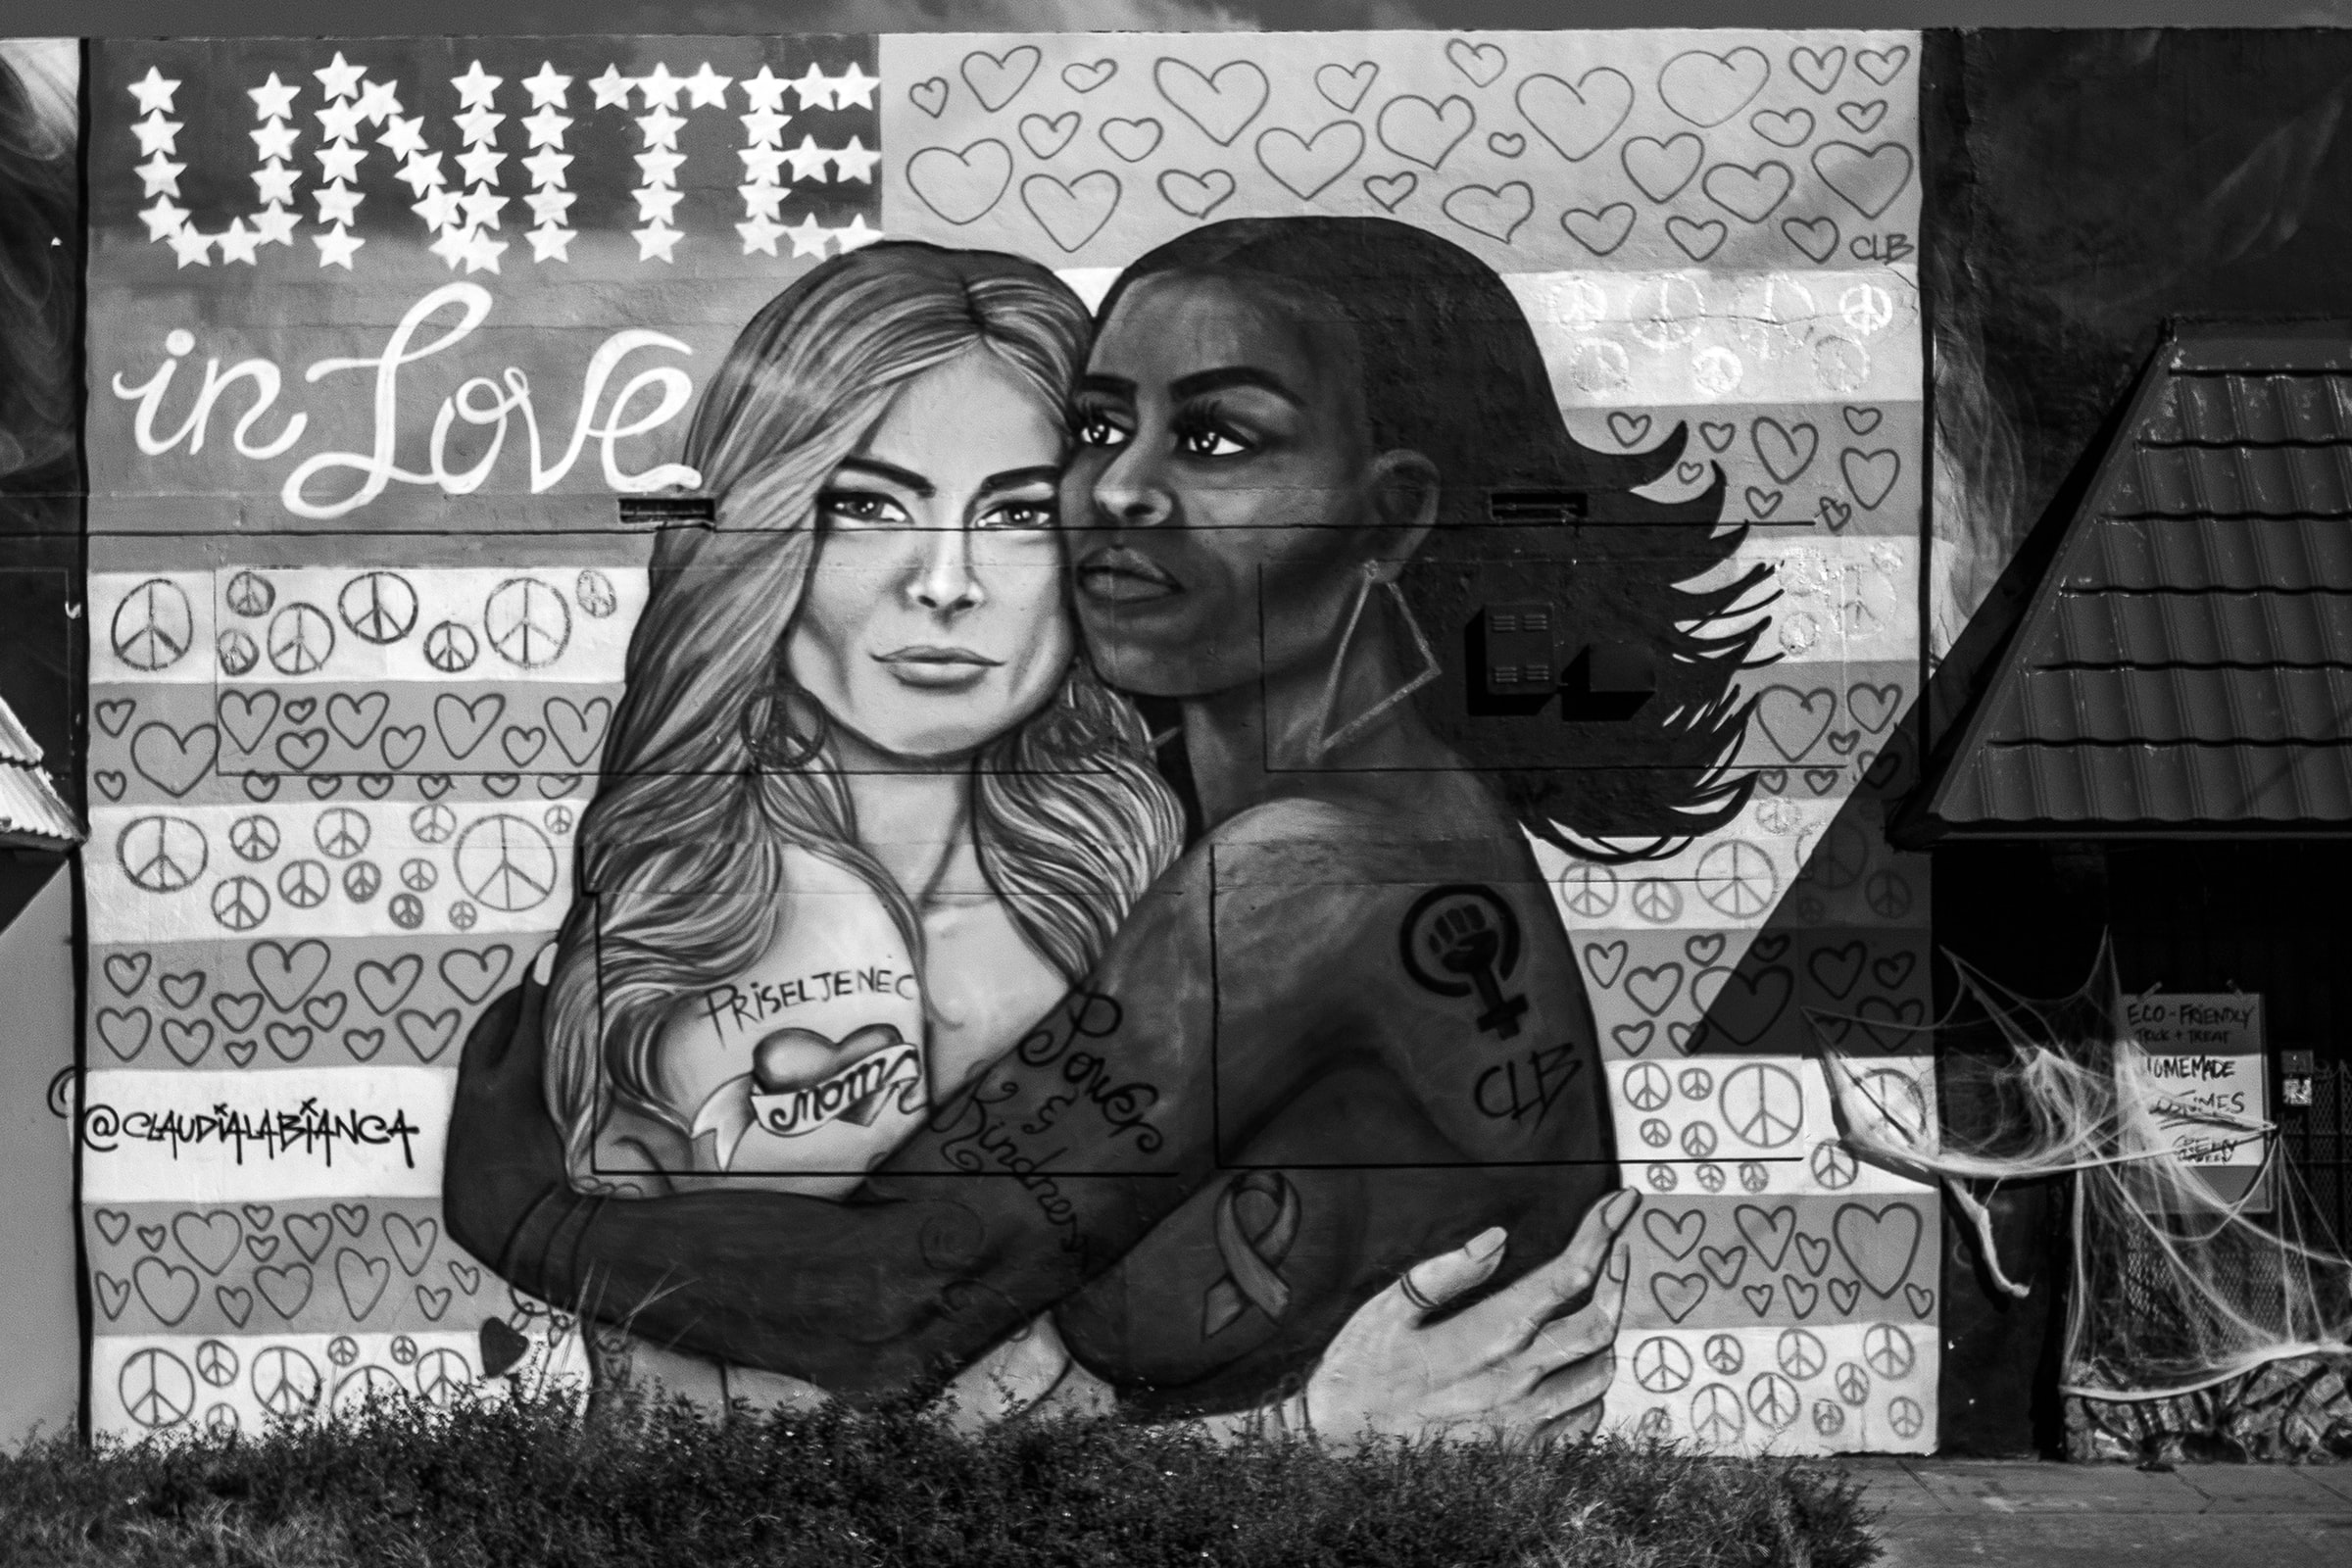 UNITE
in Love
CLB
PRISELJENEC
MOM
Power
&
Kindness
CLB
@CLAUDIALABIANCA
ECO-FRIENDLY
TRICK + TREAT
HOMEMADE